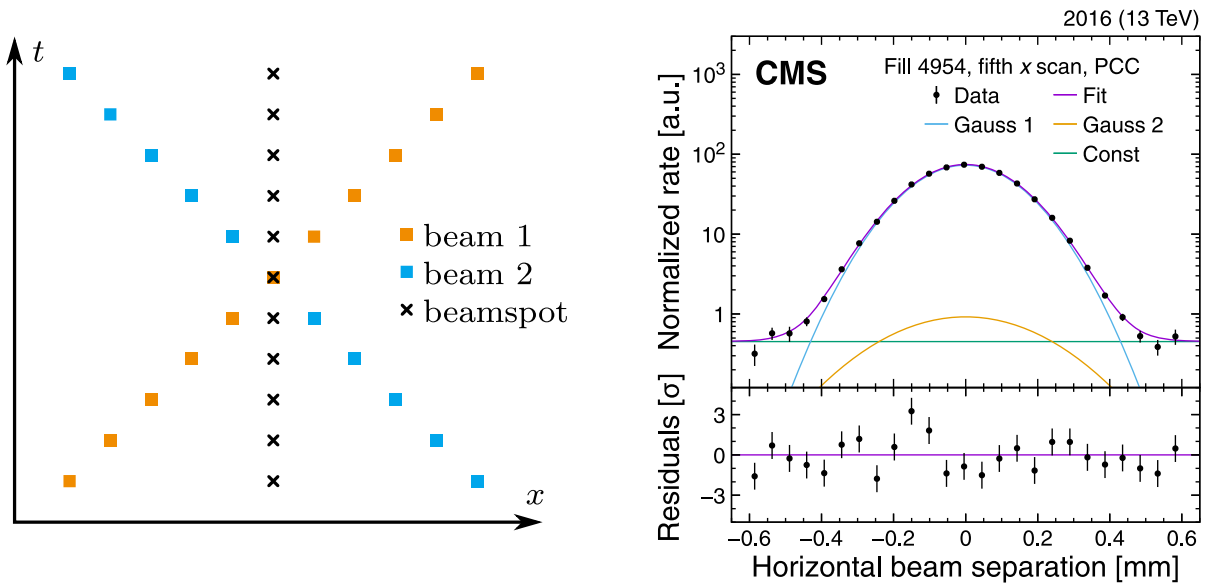 t
beam 1
beam 2
beamspot
x
2016 (13 TeV)
CMS
Fill 4954, fifth x scan, PCC
Data
Fit
Gauss 1
Gauss 2
Const
Normalized rate [a.u.]
10³
10²
10
1
Residuals [σ]
3
0
−3
−0.6 −0.4 −0.2 0 0.2 0.4 0.6
Horizontal beam separation [mm]